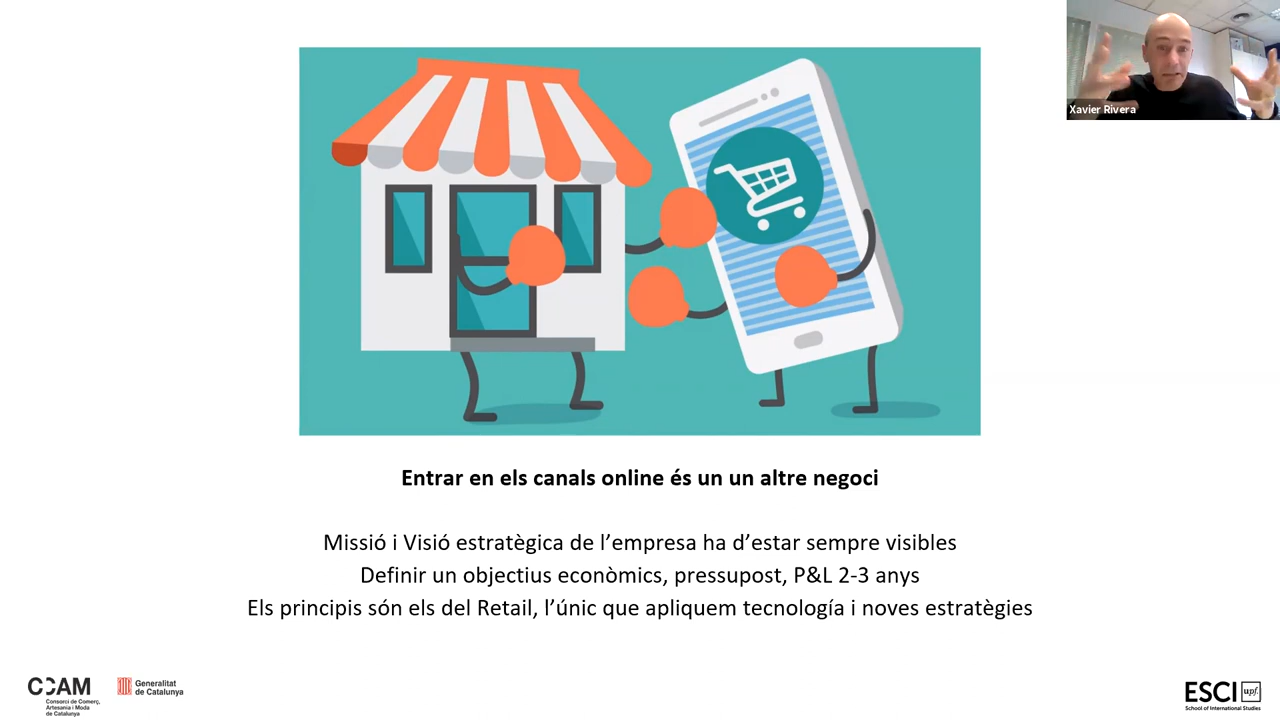 Xavier Rivera
Entrar en els canals online és un un altre negoci
Missió i Visió estratègica de l’empresa ha d’estar sempre visibles
Definir un objectius econòmics, pressupost, P&L 2-3 anys
Els principis són els del Retail, l’únic que apliquem tecnología i noves estratègies
CCAM
Consorci de Comerç,
Artesania i Moda
de Catalunya
Generalitat
de Catalunya
ESCI upf.
School of International Studies